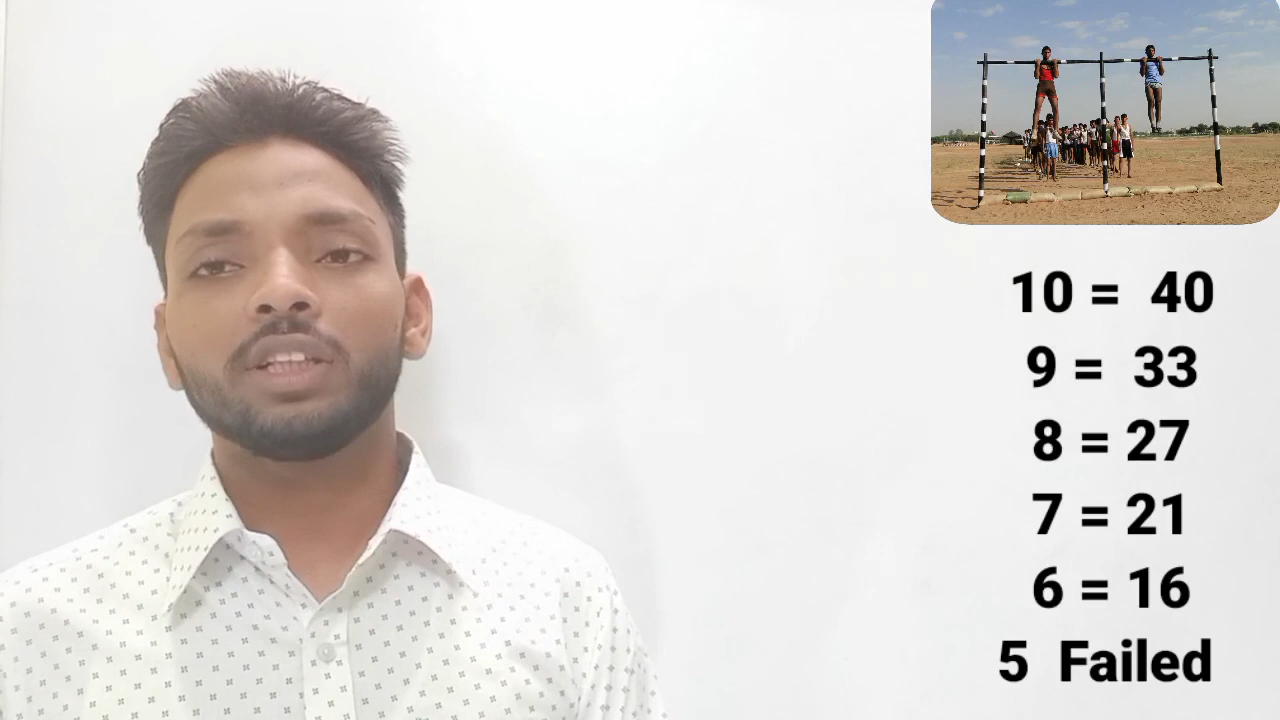 10 = 40
9 = 33
8 = 27
7 = 21
6 = 16
5 Failed